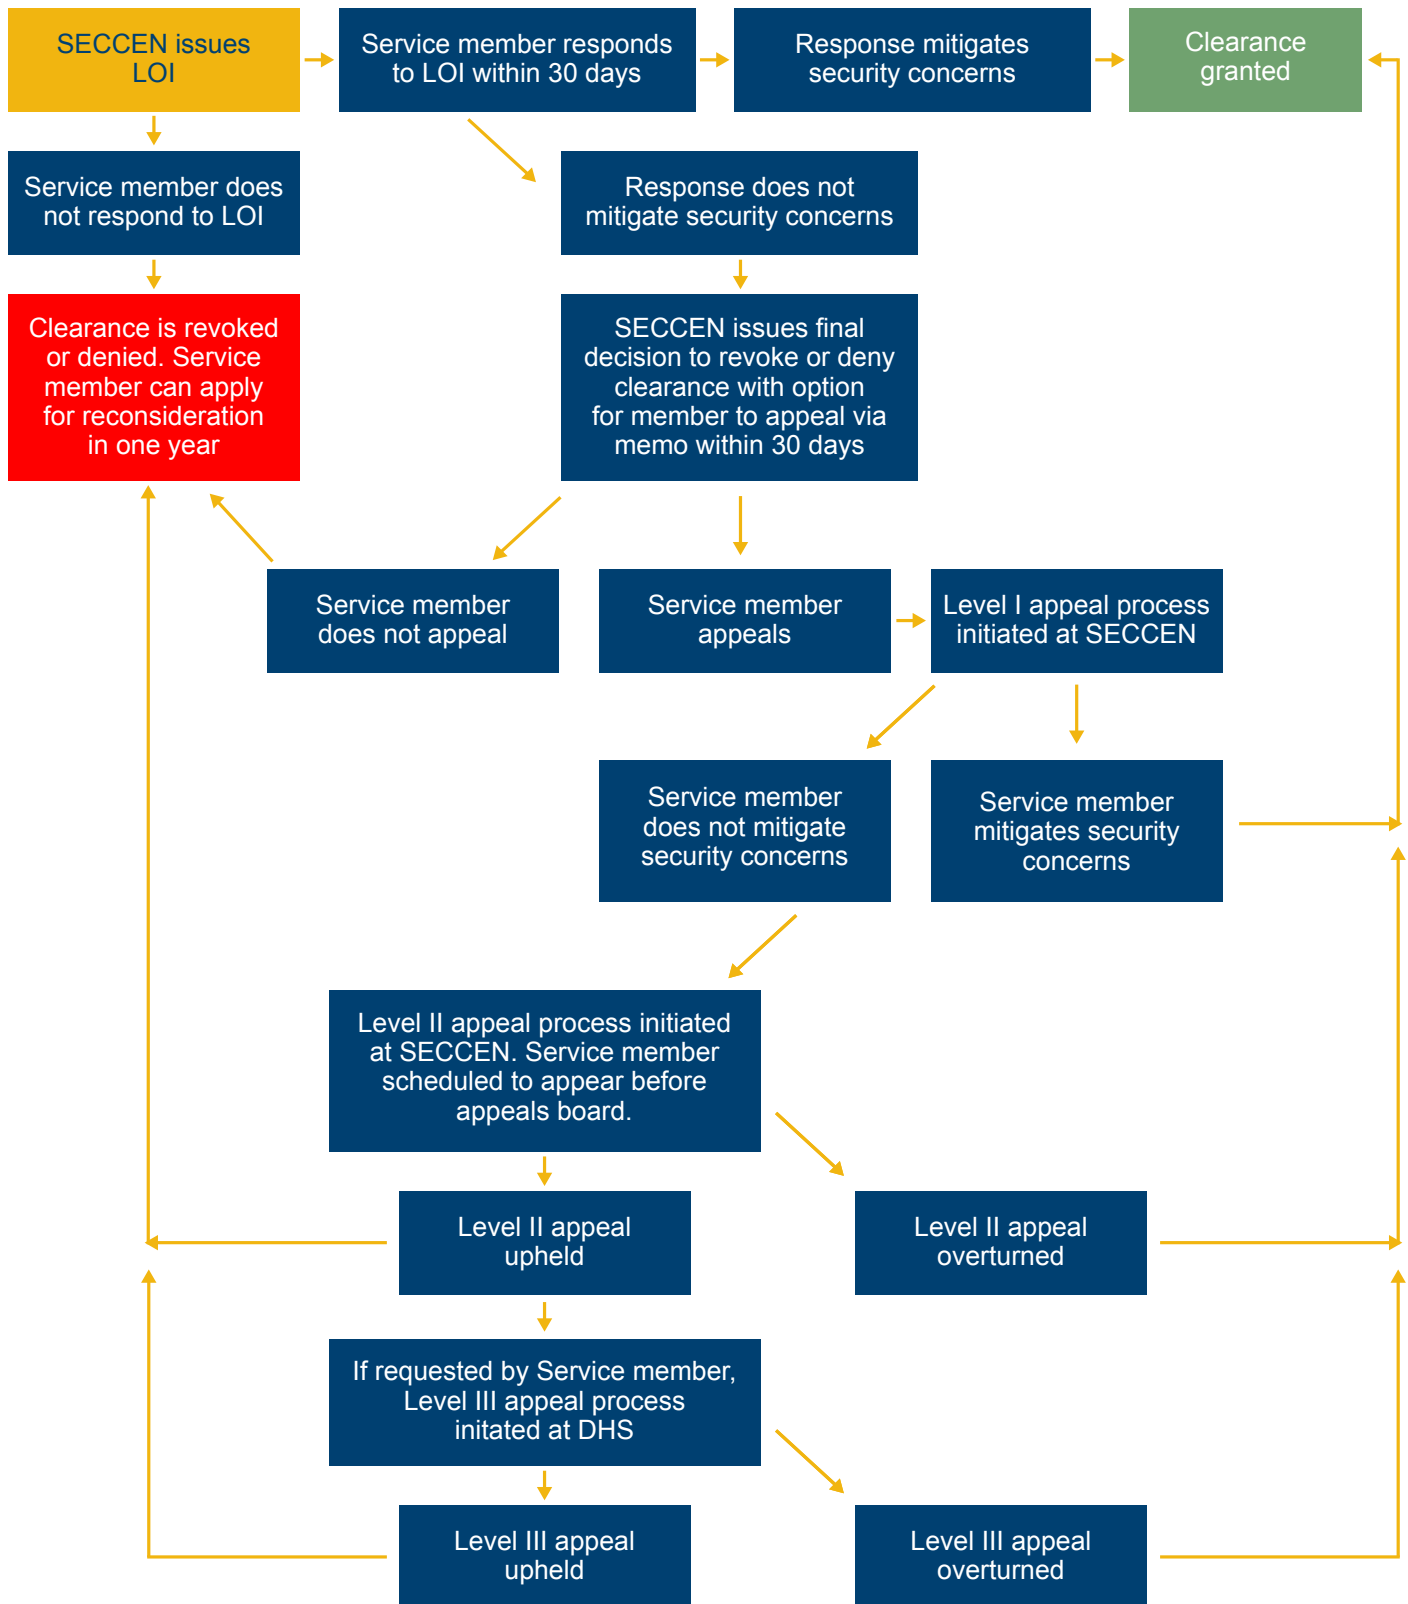 SECCEN issues
LOI
Service member responds
to LOI within 30 days
Response mitigates
security concerns
Clearance
granted
Service member does
not respond to LOI
Response does not
mitigate security concerns
Clearance is revoked
or denied. Service
member can apply
for reconsideration
in one year
SECCEN issues final
decision to revoke or deny
clearance with option
for member to appeal via
memo within 30 days
Service member
does not appeal
Service member
appeals
Level I appeal process
initiated at SECCEN
Service member
does not mitigate
security concerns
Service member
mitigates security
concerns
Level II appeal process initiated
at SECCEN. Service member
scheduled to appear before
appeals board.
Level II appeal
upheld
Level II appeal
overturned
If requested by Service member,
Level III appeal process
initated at DHS
Level III appeal
upheld
Level III appeal
overturned